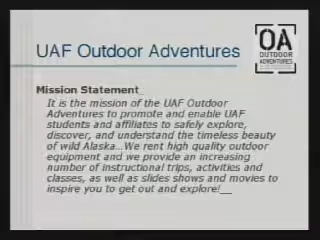 UAF Outdoor Adventures
OA
OUTDOOR
ADVENTURES
Mission Statement_
It is the mission of the UAF Outdoor
Adventures to promote and enable UAF
students and affiliates to safely explore,
discover, and understand the timeless beauty
of wild Alaska…We rent high quality outdoor
equipment and we provide an increasing
number of instructional trips, activities and
classes, as well as slides shows and movies to
inspire you to get out and explore!__